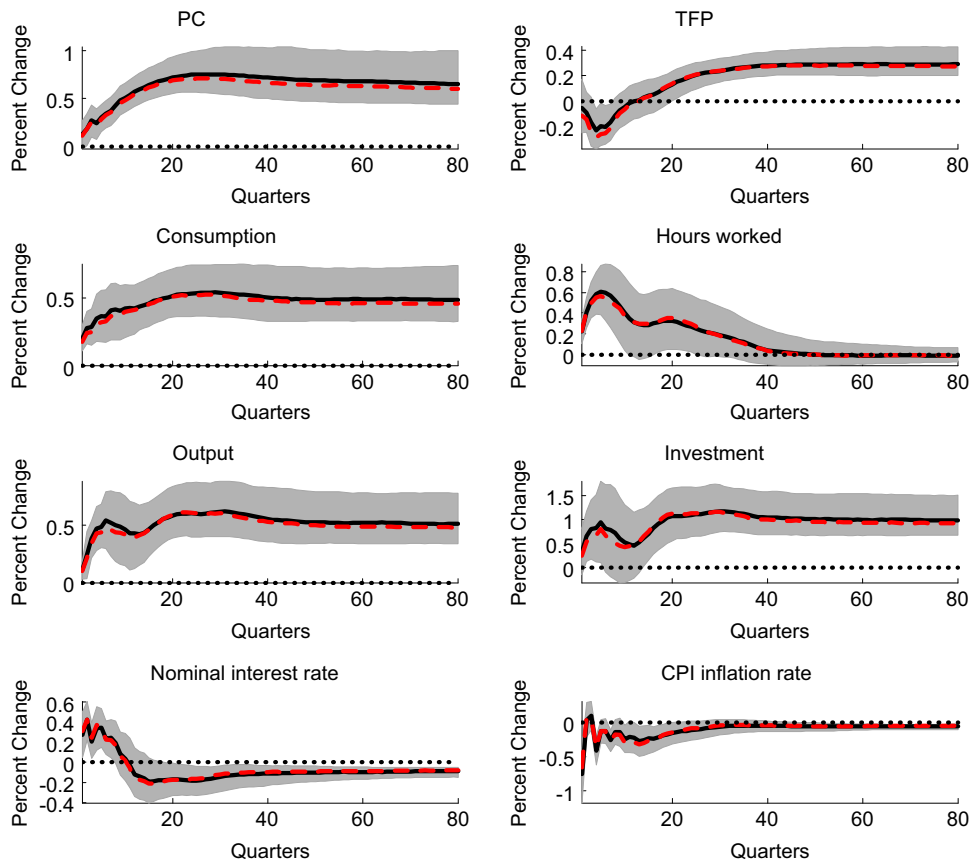 PC
Percent Change
1
0.5
0
20 40 60 80
Quarters
TFP
Percent Change
0.4
0.2
0
-0.2
20 40 60 80
Quarters
Consumption
Percent Change
0.5
0
20 40 60 80
Quarters
Hours worked
Percent Change
0.8
0.6
0.4
0.2
0
20 40 60 80
Quarters
Output
Percent Change
0.5
0
20 40 60 80
Quarters
Investment
Percent Change
1.5
1
0.5
0
20 40 60 80
Quarters
Nominal interest rate
Percent Change
0.6
0.4
0.2
0
-0.2
-0.4
20 40 60 80
Quarters
CPI inflation rate
Percent Change
0
-0.5
-1
20 40 60 80
Quarters